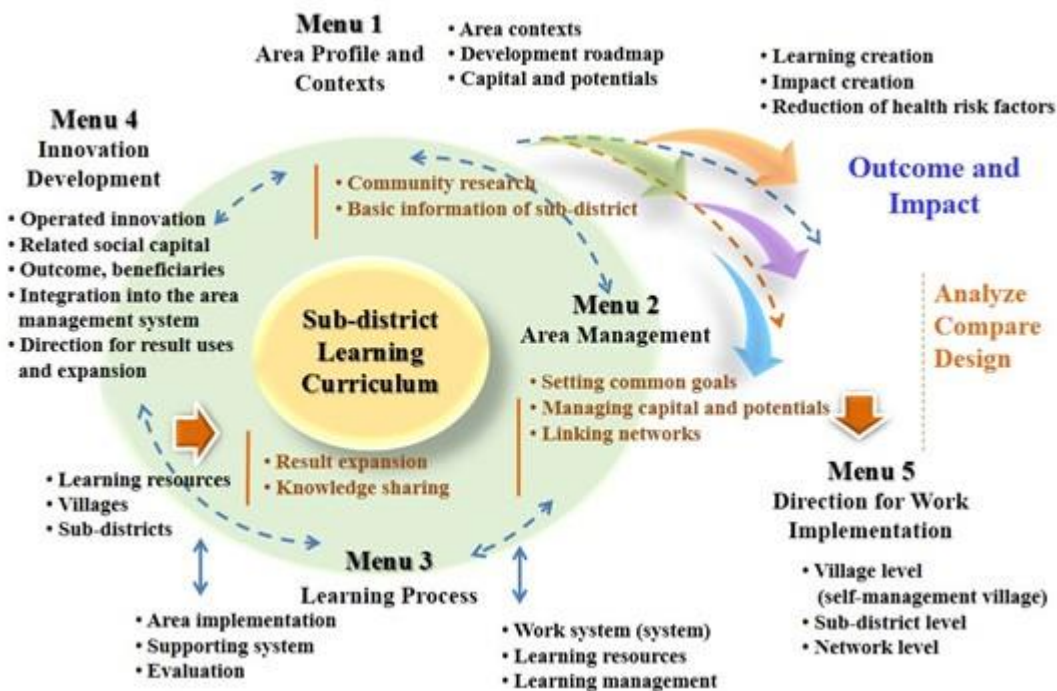 Menu 1
Area Profile and
Contexts
• Area contexts
• Development roadmap
• Capital and potentials
• Learning creation
• Impact creation
• Reduction of health risk factors
Outcome and
Impact
Menu 4
Innovation
Development
• Operated innovation
• Related social capital
• Outcome, beneficiaries
• Integration into the area
management system
• Direction for result uses
and expansion
• Community research
• Basic information of sub-district
Sub-district
Learning
Curriculum
Menu 2
Area Management
• Setting common goals
• Managing capital and potentials
• Linking networks
Analyze
Compare
Design
• Result expansion
• Knowledge sharing
• Learning resources
• Villages
• Sub-districts
Menu 3
Learning Process
• Area implementation
• Supporting system
• Evaluation
• Work system (system)
• Learning resources
• Learning management
Menu 5
Direction for Work
Implementation
• Village level
(self-management village)
• Sub-district level
• Network level